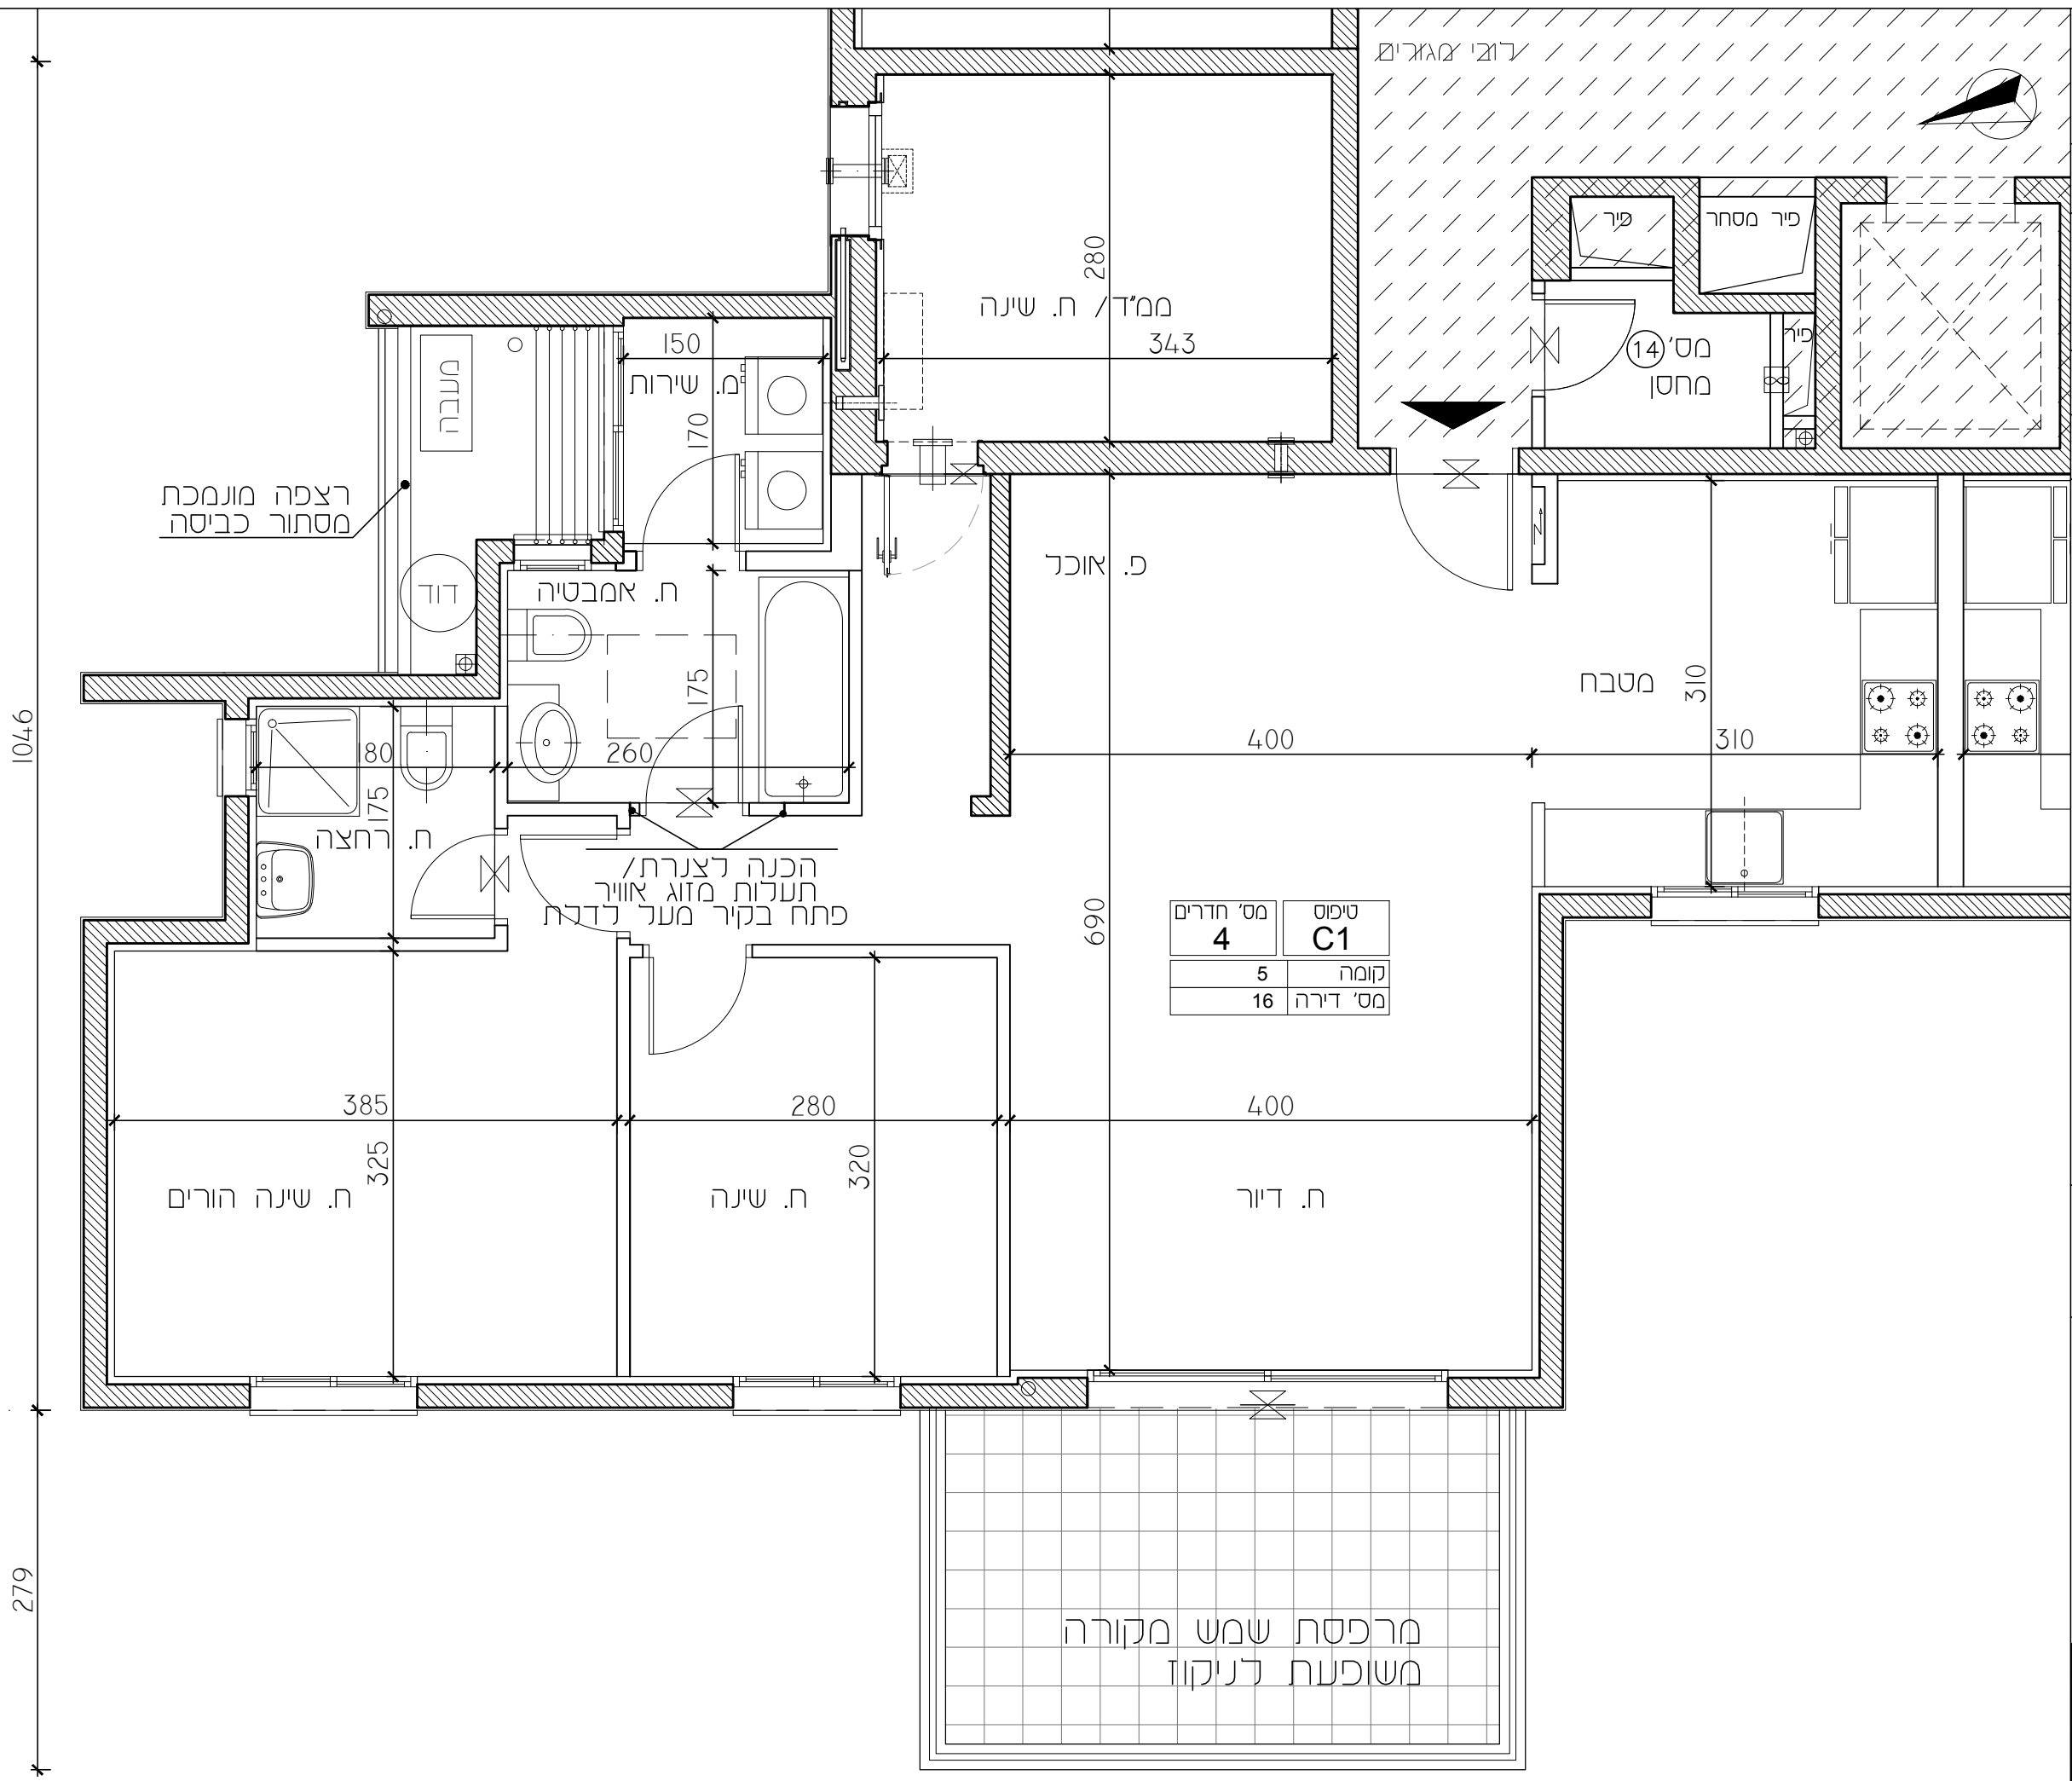 לובי מגורים
פיר
פיר מסחר
280
ממ"ד/ ח. שינה
343
פיר
מס' 14
מחסן
150
מ. שירות
170
מעבה
רצפה מונמכת
מסתור כביסה
דוד
ח. אמבטיה
פ. אוכל
175
מטבח
310
1046
180
260
400
310
175
ח. רחצה
הכנה לצנרת/
תעלות מזוג אוויר
פתח בקיר מעל לדלת
690
טיפוס
C1
מס' חדרים
4
קומה 5
מס' דירה 16
385
280
400
325
320
ח. שינה הורים
ח. שינה
ח. דיור
279
מרפסת שמש מקורה
משופעת לניקוז